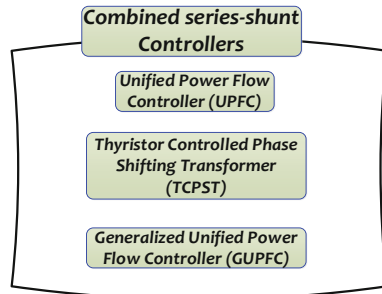 Combined series-shunt
Controllers
Unified Power Flow
Controller (UPFC)
Thyristor Controlled Phase
Shifting Transformer
(TCPST)
Generalized Unified Power
Flow Controller (GUPFC)